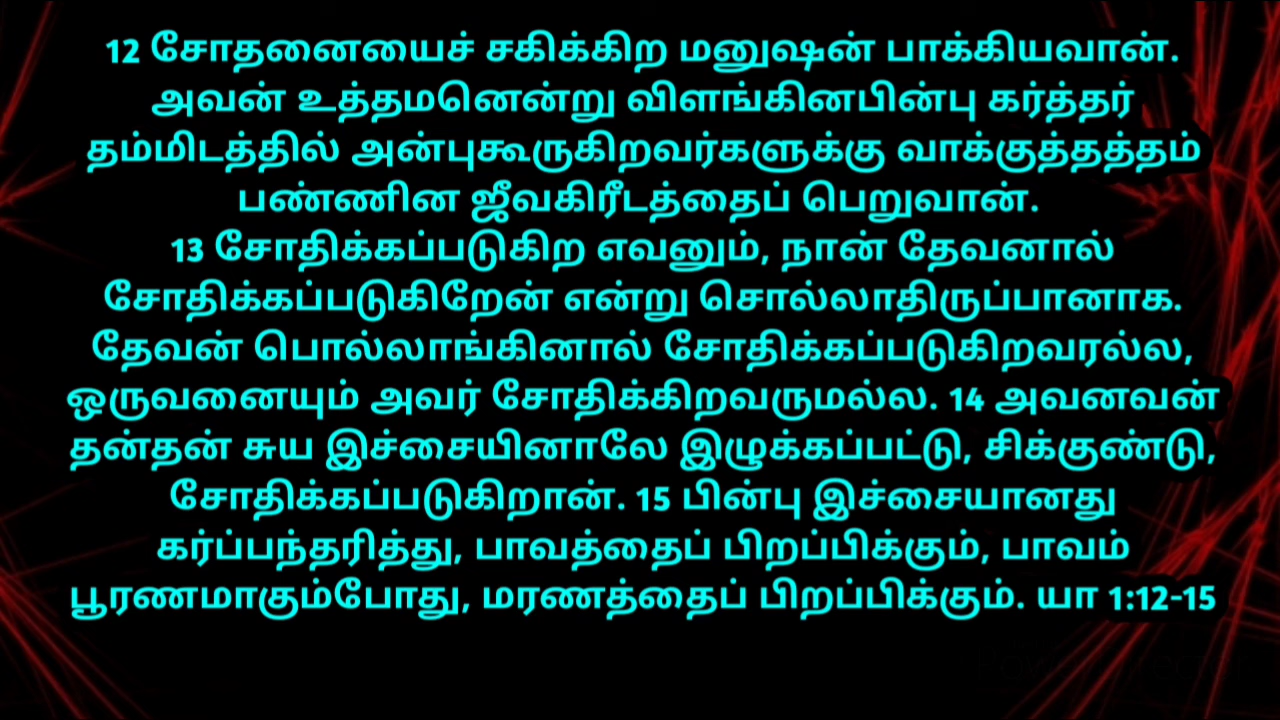 12 சோதனையைச் சகிக்கிற மனுஷன் பாக்கியவான்.
அவன் உத்தமனென்று விளங்கினபின்பு கர்த்தர்
தம்மிடத்தில் அன்புகூருகிறவர்களுக்கு வாக்குத்தத்தம்
பண்ணின ஜீவகிரீடத்தைப் பெறுவான்.
13 சோதிக்கப்படுகிற எவனும், நான் தேவனால்
சோதிக்கப்படுகிறேன் என்று சொல்லாதிருப்பானாக.
தேவன் பொல்லாங்கினால் சோதிக்கப்படுகிறவரல்ல,
ஒருவனையும் அவர் சோதிக்கிறவருமல்ல. 14 அவனவன்
தன்தன் சுய இச்சையினாலே இழுக்கப்பட்டு, சிக்குண்டு,
சோதிக்கப்படுகிறான். 15 பின்பு இச்சையானது
கர்ப்பந்தரித்து, பாவத்தைப் பிறப்பிக்கும், பாவம்
பூரணமாகும்போது, மரணத்தைப் பிறப்பிக்கும். யா 1:12-15